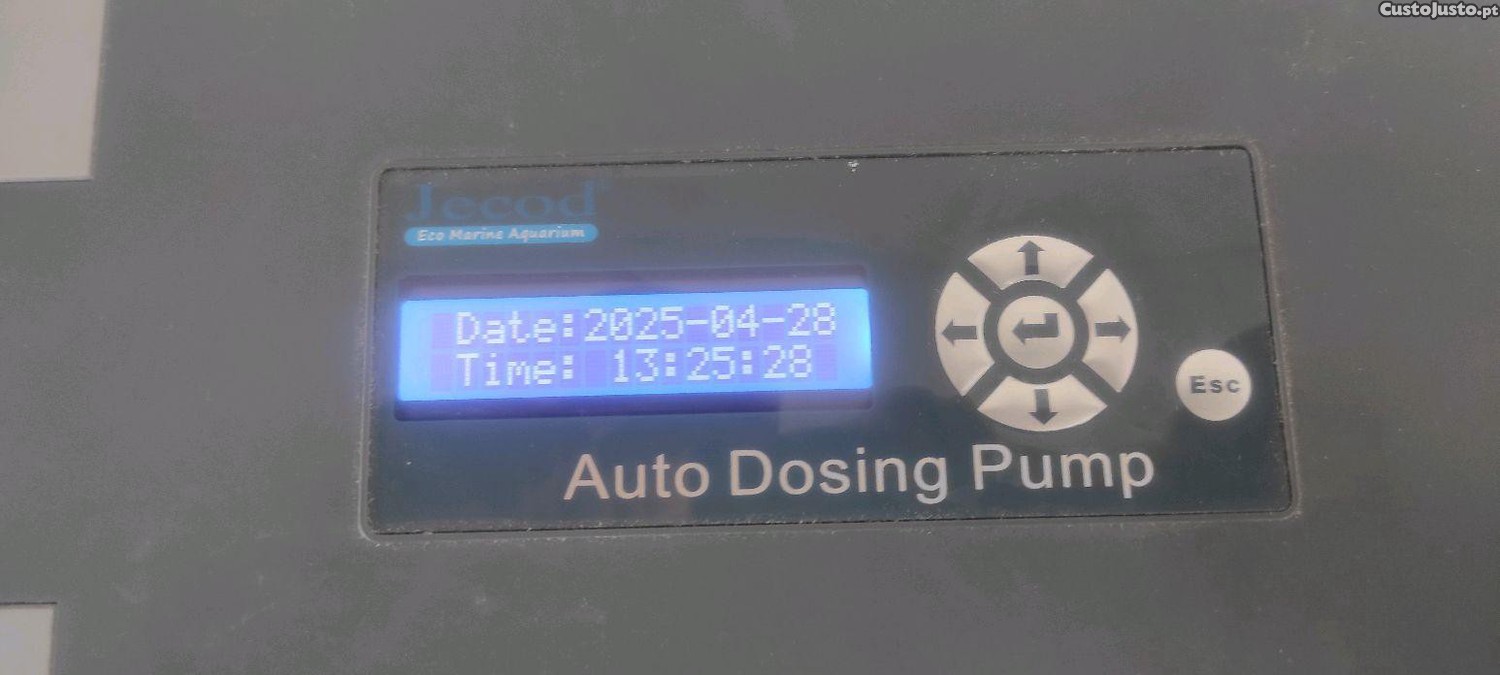 CustoJusto.pt
Jecod
Eco Marine Aquarium
Date:2025-04-28
Time: 13:25:28
Esc
Auto Dosing Pump